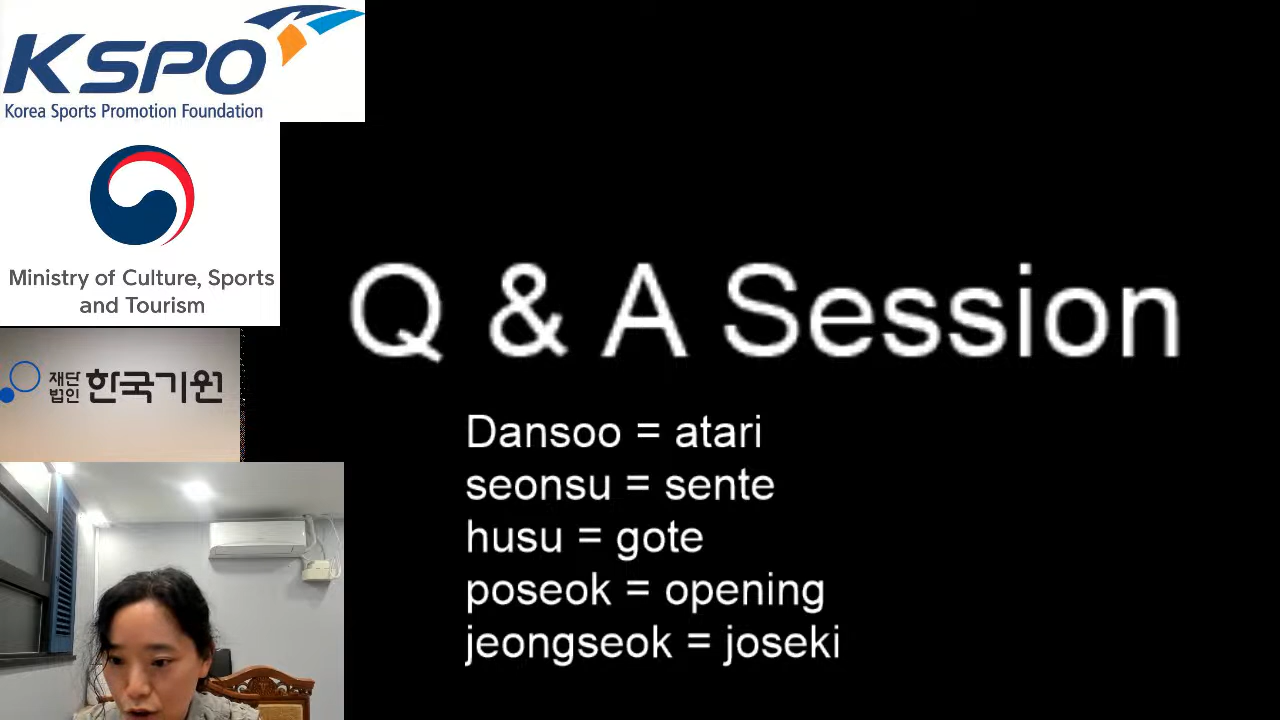 KSPO
Korea Sports Promotion Foundation
Ministry of Culture, Sports
and Tourism
재단
법인 한국기원
Q & A Session
Dansoo = atari
seonsu = sente
husu = gote
poseok = opening
jeongseok = joseki